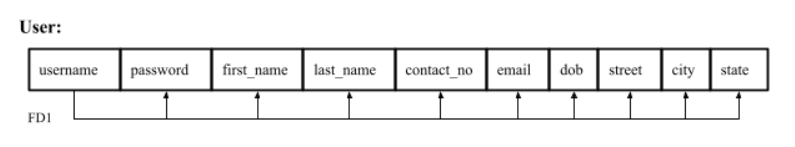 User:
username password first_name last_name contact_no email dob street city state
FD1